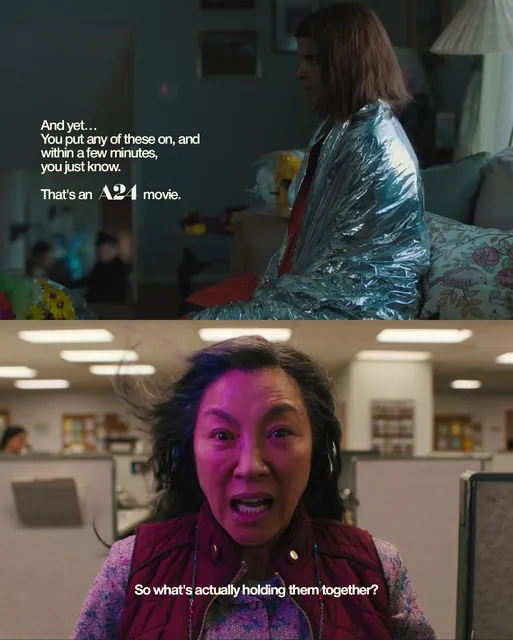 And yet...
You put any of these on, and
within a few minutes,
you just know.
That's an A24 movie.
So what's actually holding them together?